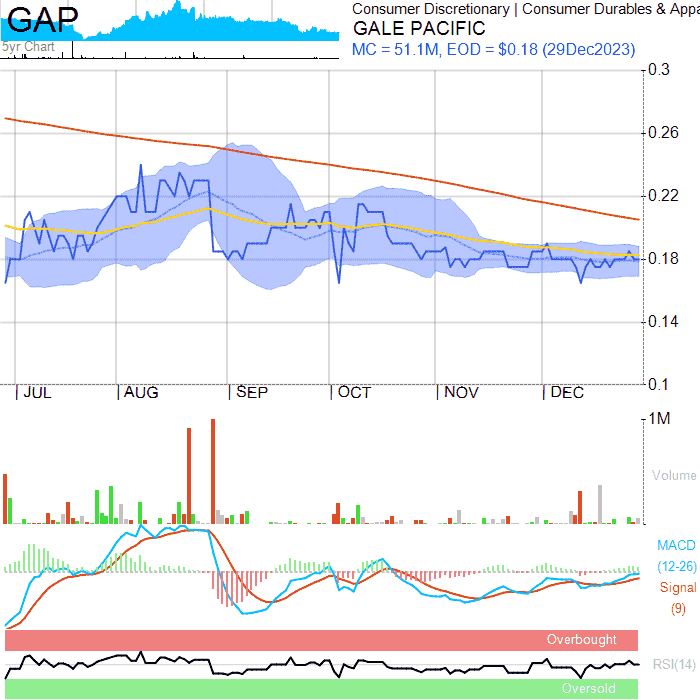 GAP
5yr Chart
Consumer Discretionary | Consumer Durables & Appa
GALE PACIFIC
MC = 51.1M, EOD = $0.18 (29Dec2023)
0.3
0.26
0.22
0.18
0.14
0.1
JUL AUG SEP OCT NOV DEC
1M
Volume
MACD
(12-26)
Signal
(9)
Overbought
RSI(14)
Oversold